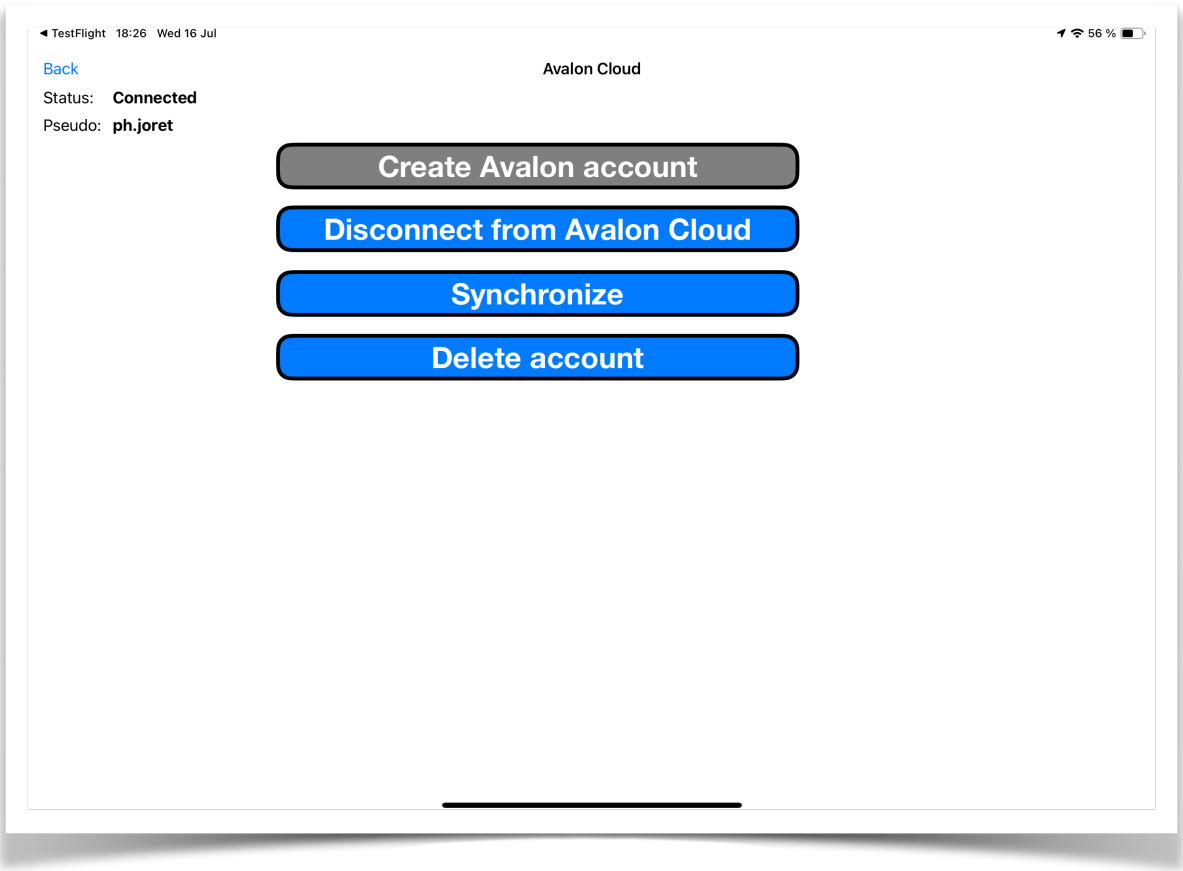 ◀ TestFlight 18:26 Wed 16 Jul 56 %
Back Avalon Cloud
Status: Connected
Pseudo: ph.joret
Create Avalon account
Disconnect from Avalon Cloud
Synchronize
Delete account